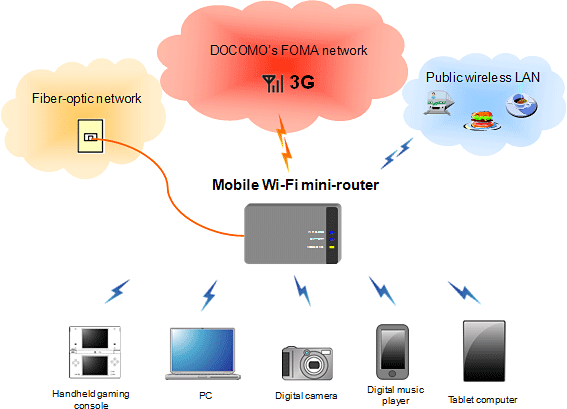 DOCOMO's FOMA network
3G
Public wireless LAN
Fiber-optic network
Mobile Wi-Fi mini-router
Handheld gaming
console
PC
Digital camera
Digital music
player
Tablet computer